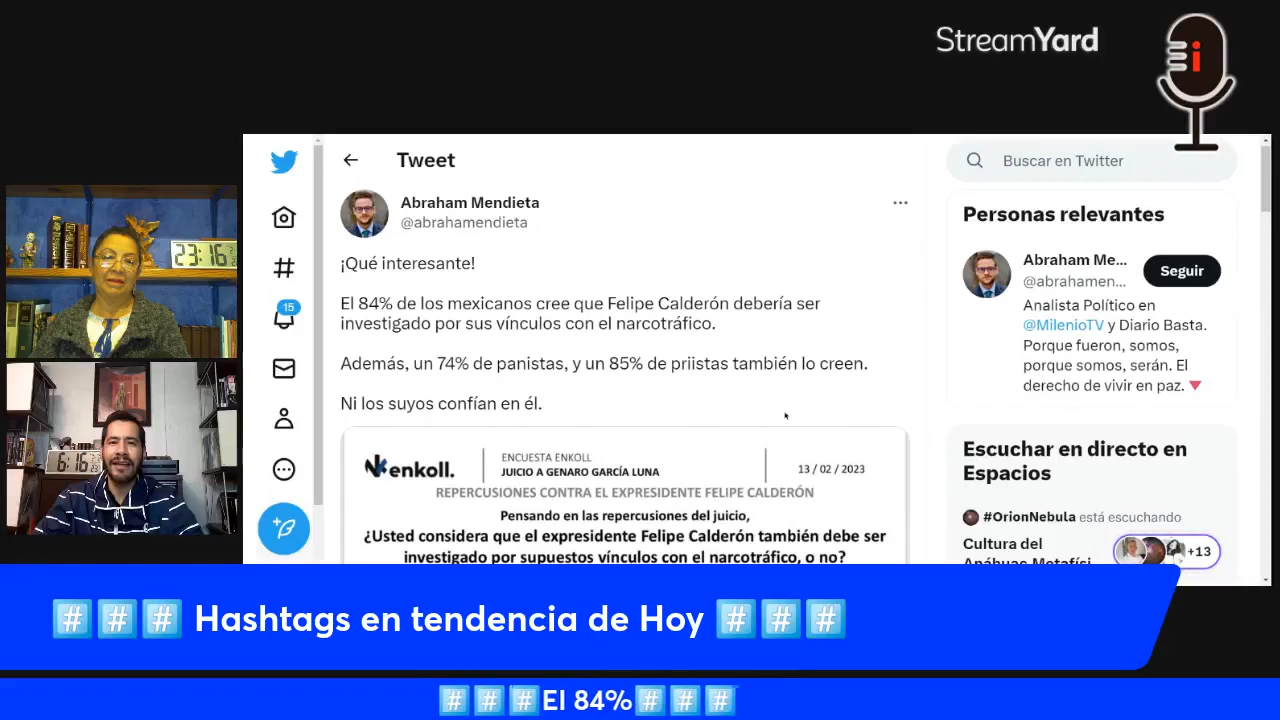 StreamYard
i
Tweet
Buscar en Twitter
Abraham Mendieta
@abrahamendieta
¡Qué interesante!
El 84% de los mexicanos cree que Felipe Calderón debería ser
investigado por sus vínculos con el narcotráfico.
Además, un 74% de panistas, y un 85% de priistas también lo creen.
Ni los suyos confían en él.
enkoll.
ENCUESTA ENKOLL
JUICIO A GENARO GARCÍA LUNA
13 / 02 / 2023
REPERCUSIONES CONTRA EL EXPRESIDENTE FELIPE CALDERÓN
Pensando en las repercusiones del juicio,
¿Usted considera que el expresidente Felipe Calderón también debe ser
investigado por supuestos vínculos con el narcotráfico, o no?
15
Personas relevantes
Abraham Me...
@abrahamen...
Seguir
Analista Político en
@MilenioTV y Diario Basta.
Porque fueron, somos,
porque somos, serán. El
derecho de vivir en paz.
Escuchar en directo en
Espacios
#OrionNebula está escuchando
Cultura del
Anáhuac Metafísi
+13
23:16
6:16
# # # Hashtags en tendencia de Hoy # # #
# # # El 84% # # #